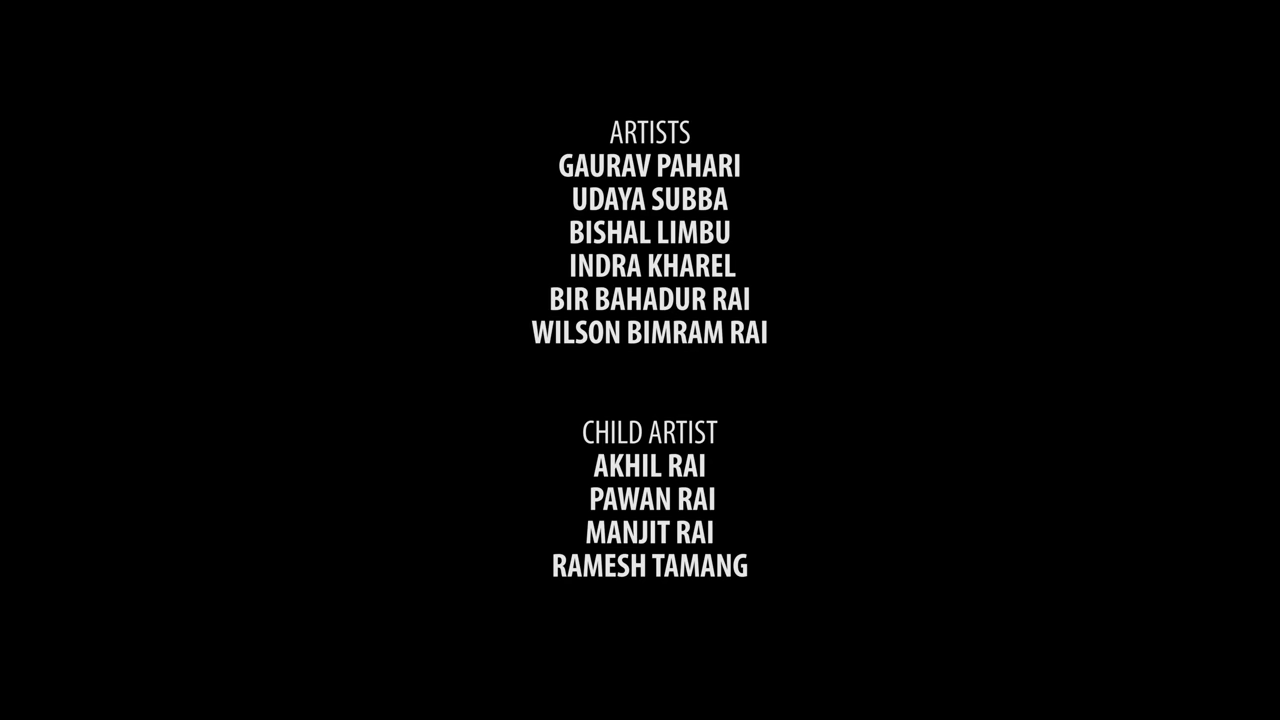 ARTISTS
GAURAV PAHARI
UDAYA SUBBA
BISHAL LIMBU
INDRA KHAREL
BIR BAHADUR RAI
WILSON BIMRAM RAI
CHILD ARTIST
AKHIL RAI
PAWAN RAI
MANJIT RAI
RAMESH TAMANG